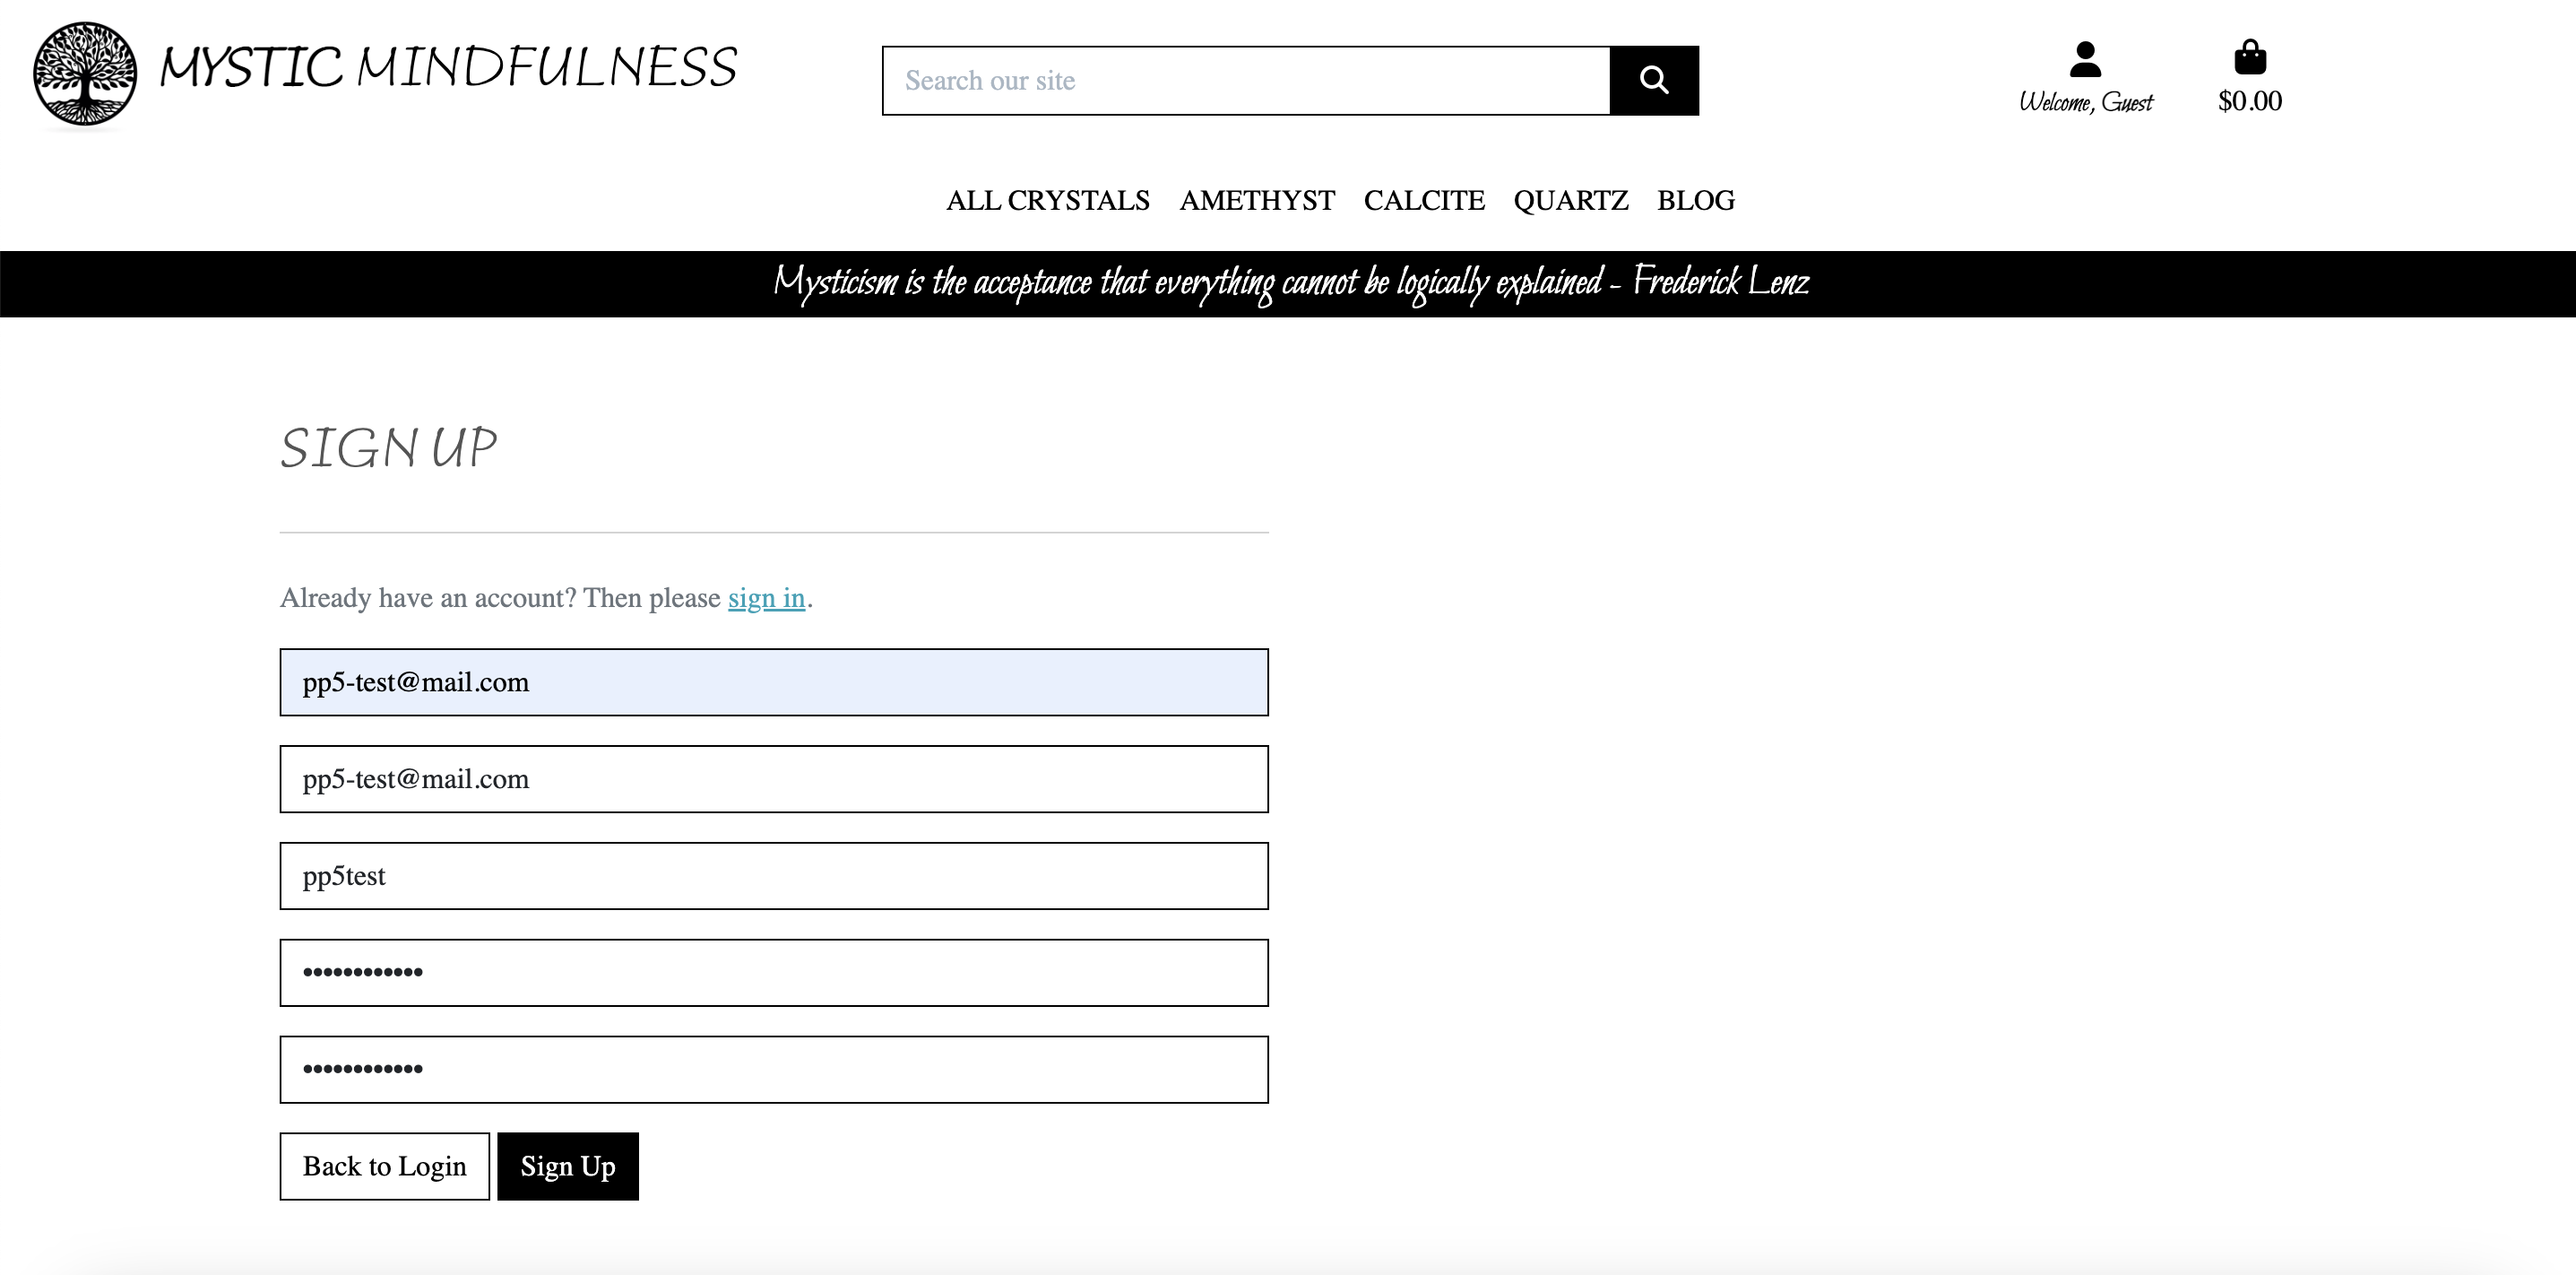 MYSTIC MINDFULNESS
Search our site
Welcome, Guest
$0.00
ALL CRYSTALS AMETHYST CALCITE QUARTZ BLOG
Mysticism is the acceptance that everything cannot be logically explained - Frederick Lenz
SIGN UP
Already have an account? Then please sign in.
pp5-test@mail.com
pp5-test@mail.com
pp5test
••••••••••••
••••••••••••
Back to Login Sign Up